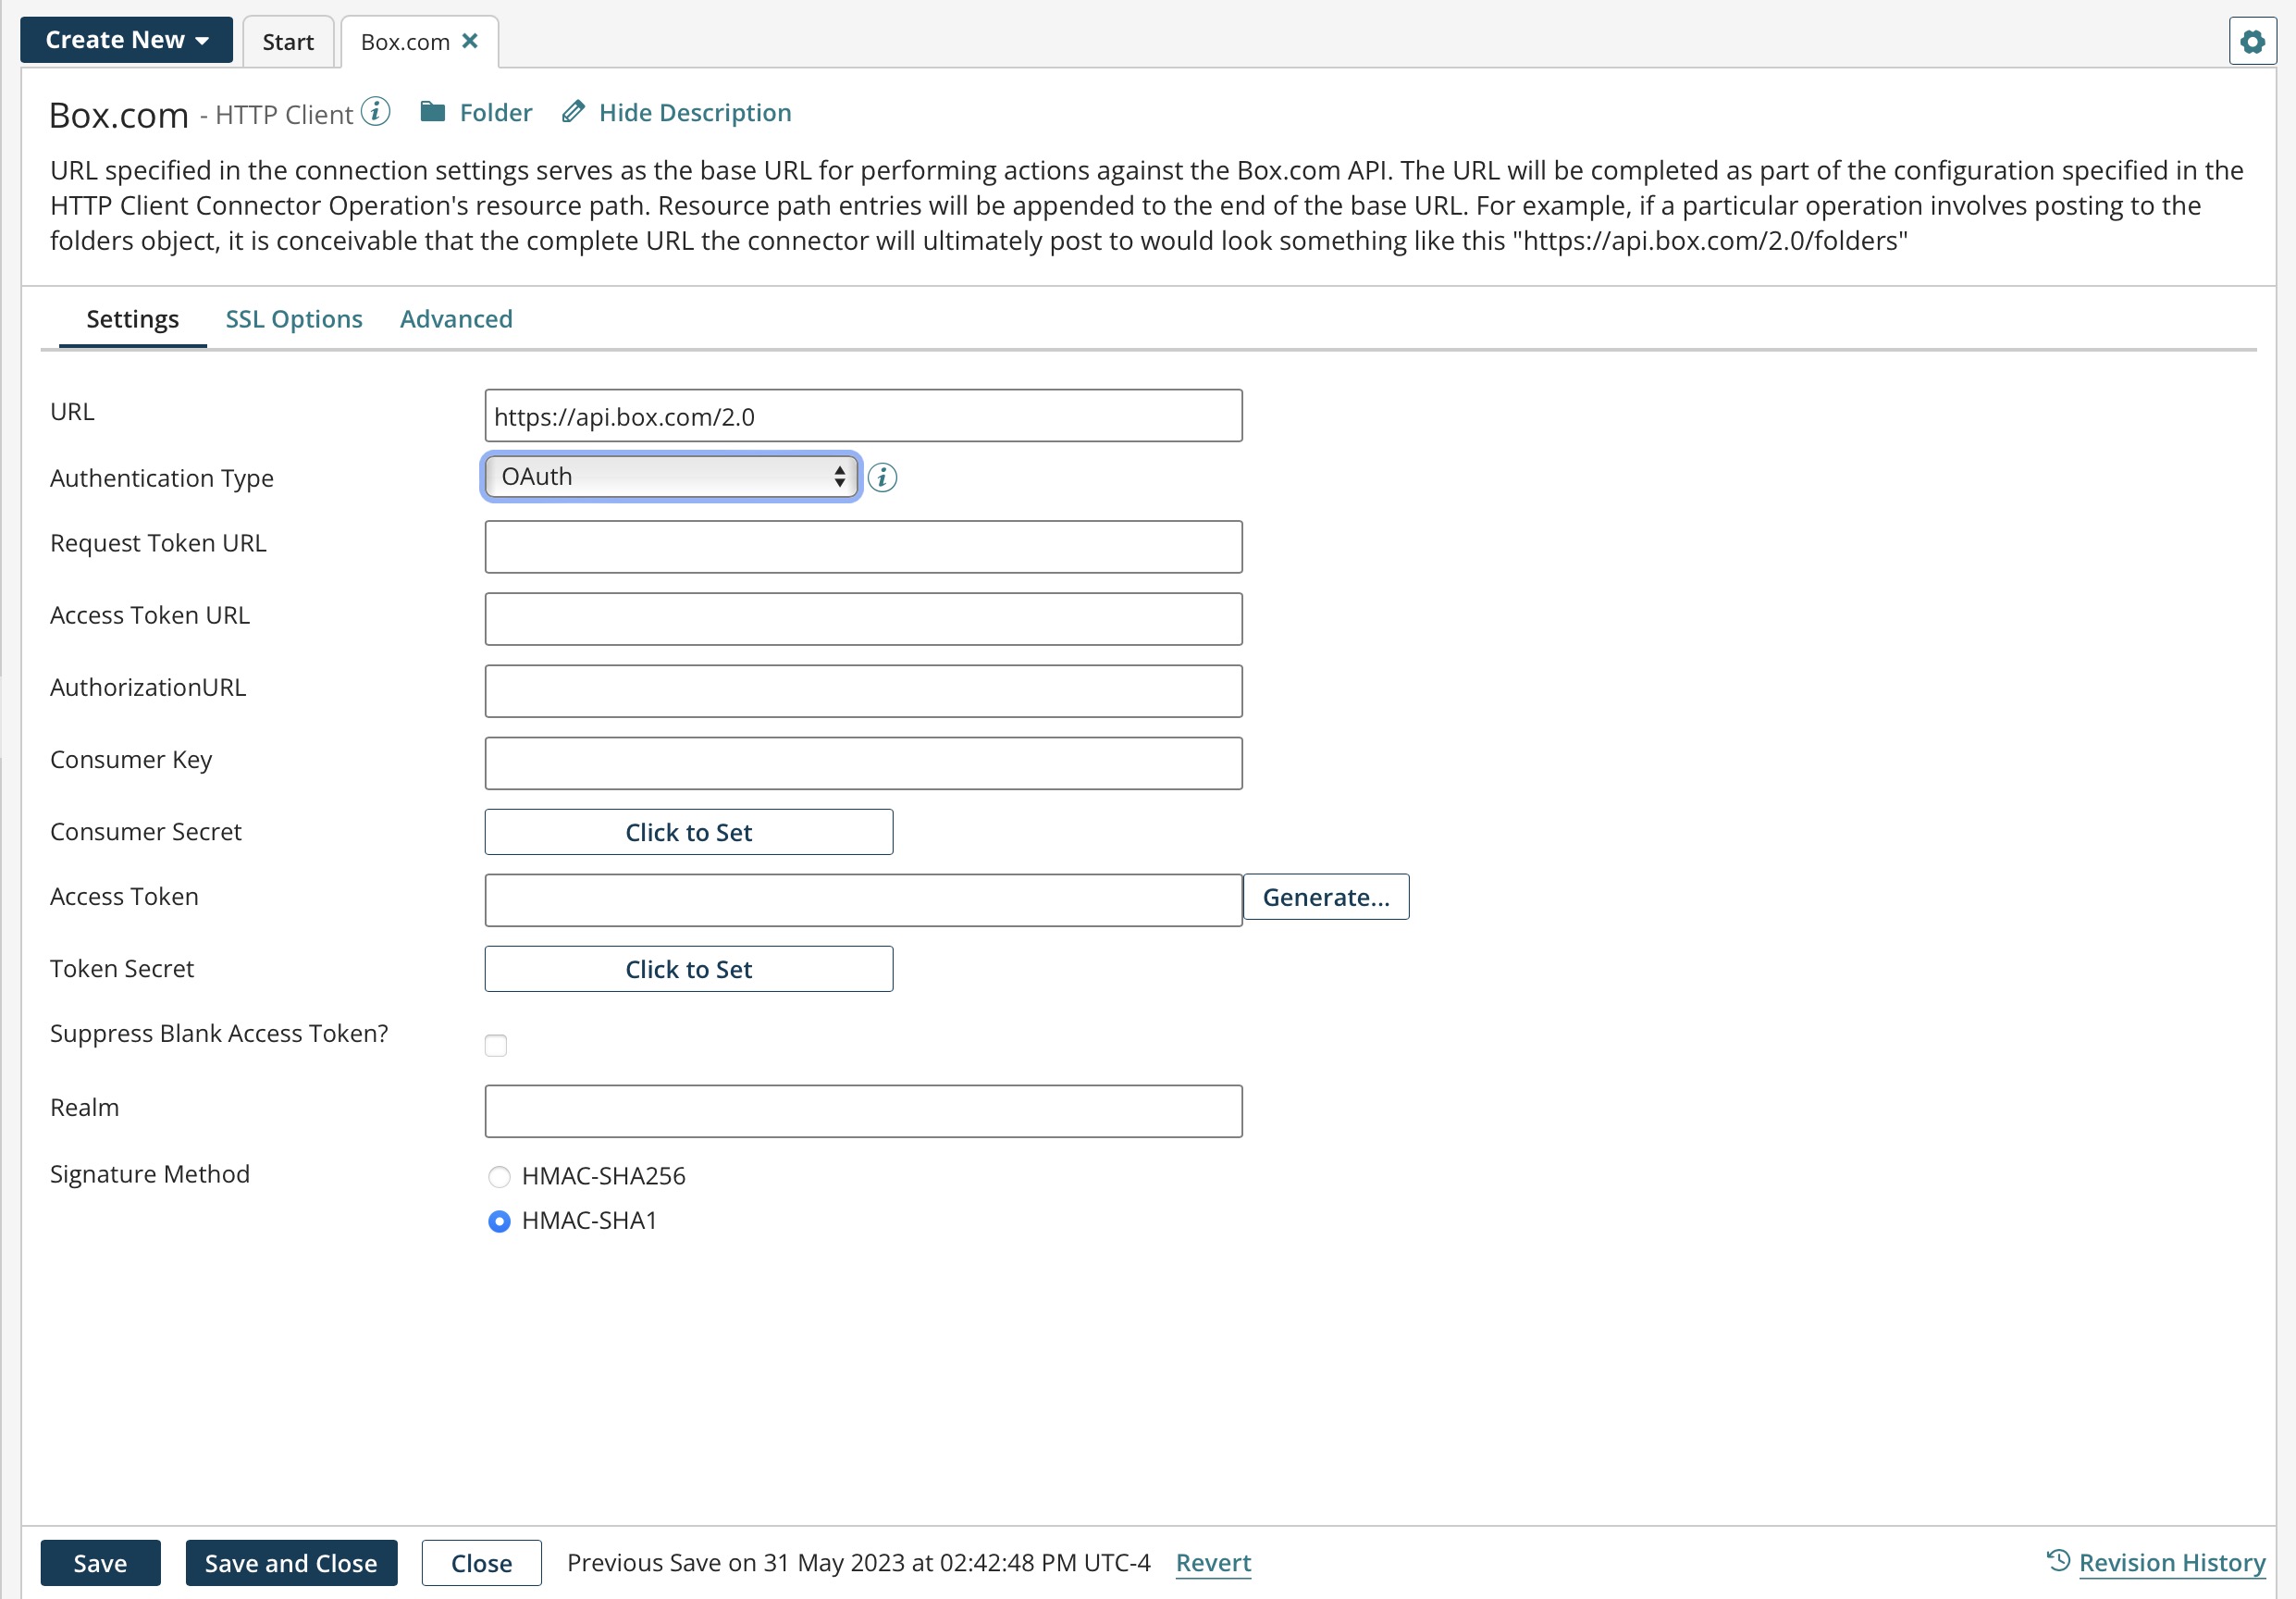 Create New
Start
Box.com
Box.com - HTTP Client i Folder Hide Description
URL specified in the connection settings serves as the base URL for performing actions against the Box.com API. The URL will be completed as part of the configuration specified in the
HTTP Client Connector Operation's resource path. Resource path entries will be appended to the end of the base URL. For example, if a particular operation involves posting to the
folders object, it is conceivable that the complete URL the connector will ultimately post to would look something like this "https://api.box.com/2.0/folders"
Settings SSL Options Advanced
URL https://api.box.com/2.0
Authentication Type OAuth i
Request Token URL
Access Token URL
AuthorizationURL
Consumer Key
Consumer Secret Click to Set
Access Token Generate...
Token Secret Click to Set
Suppress Blank Access Token?
Realm
Signature Method HMAC-SHA256
HMAC-SHA1
Save Save and Close Close Previous Save on 31 May 2023 at 02:42:48 PM UTC-4 Revert Revision History